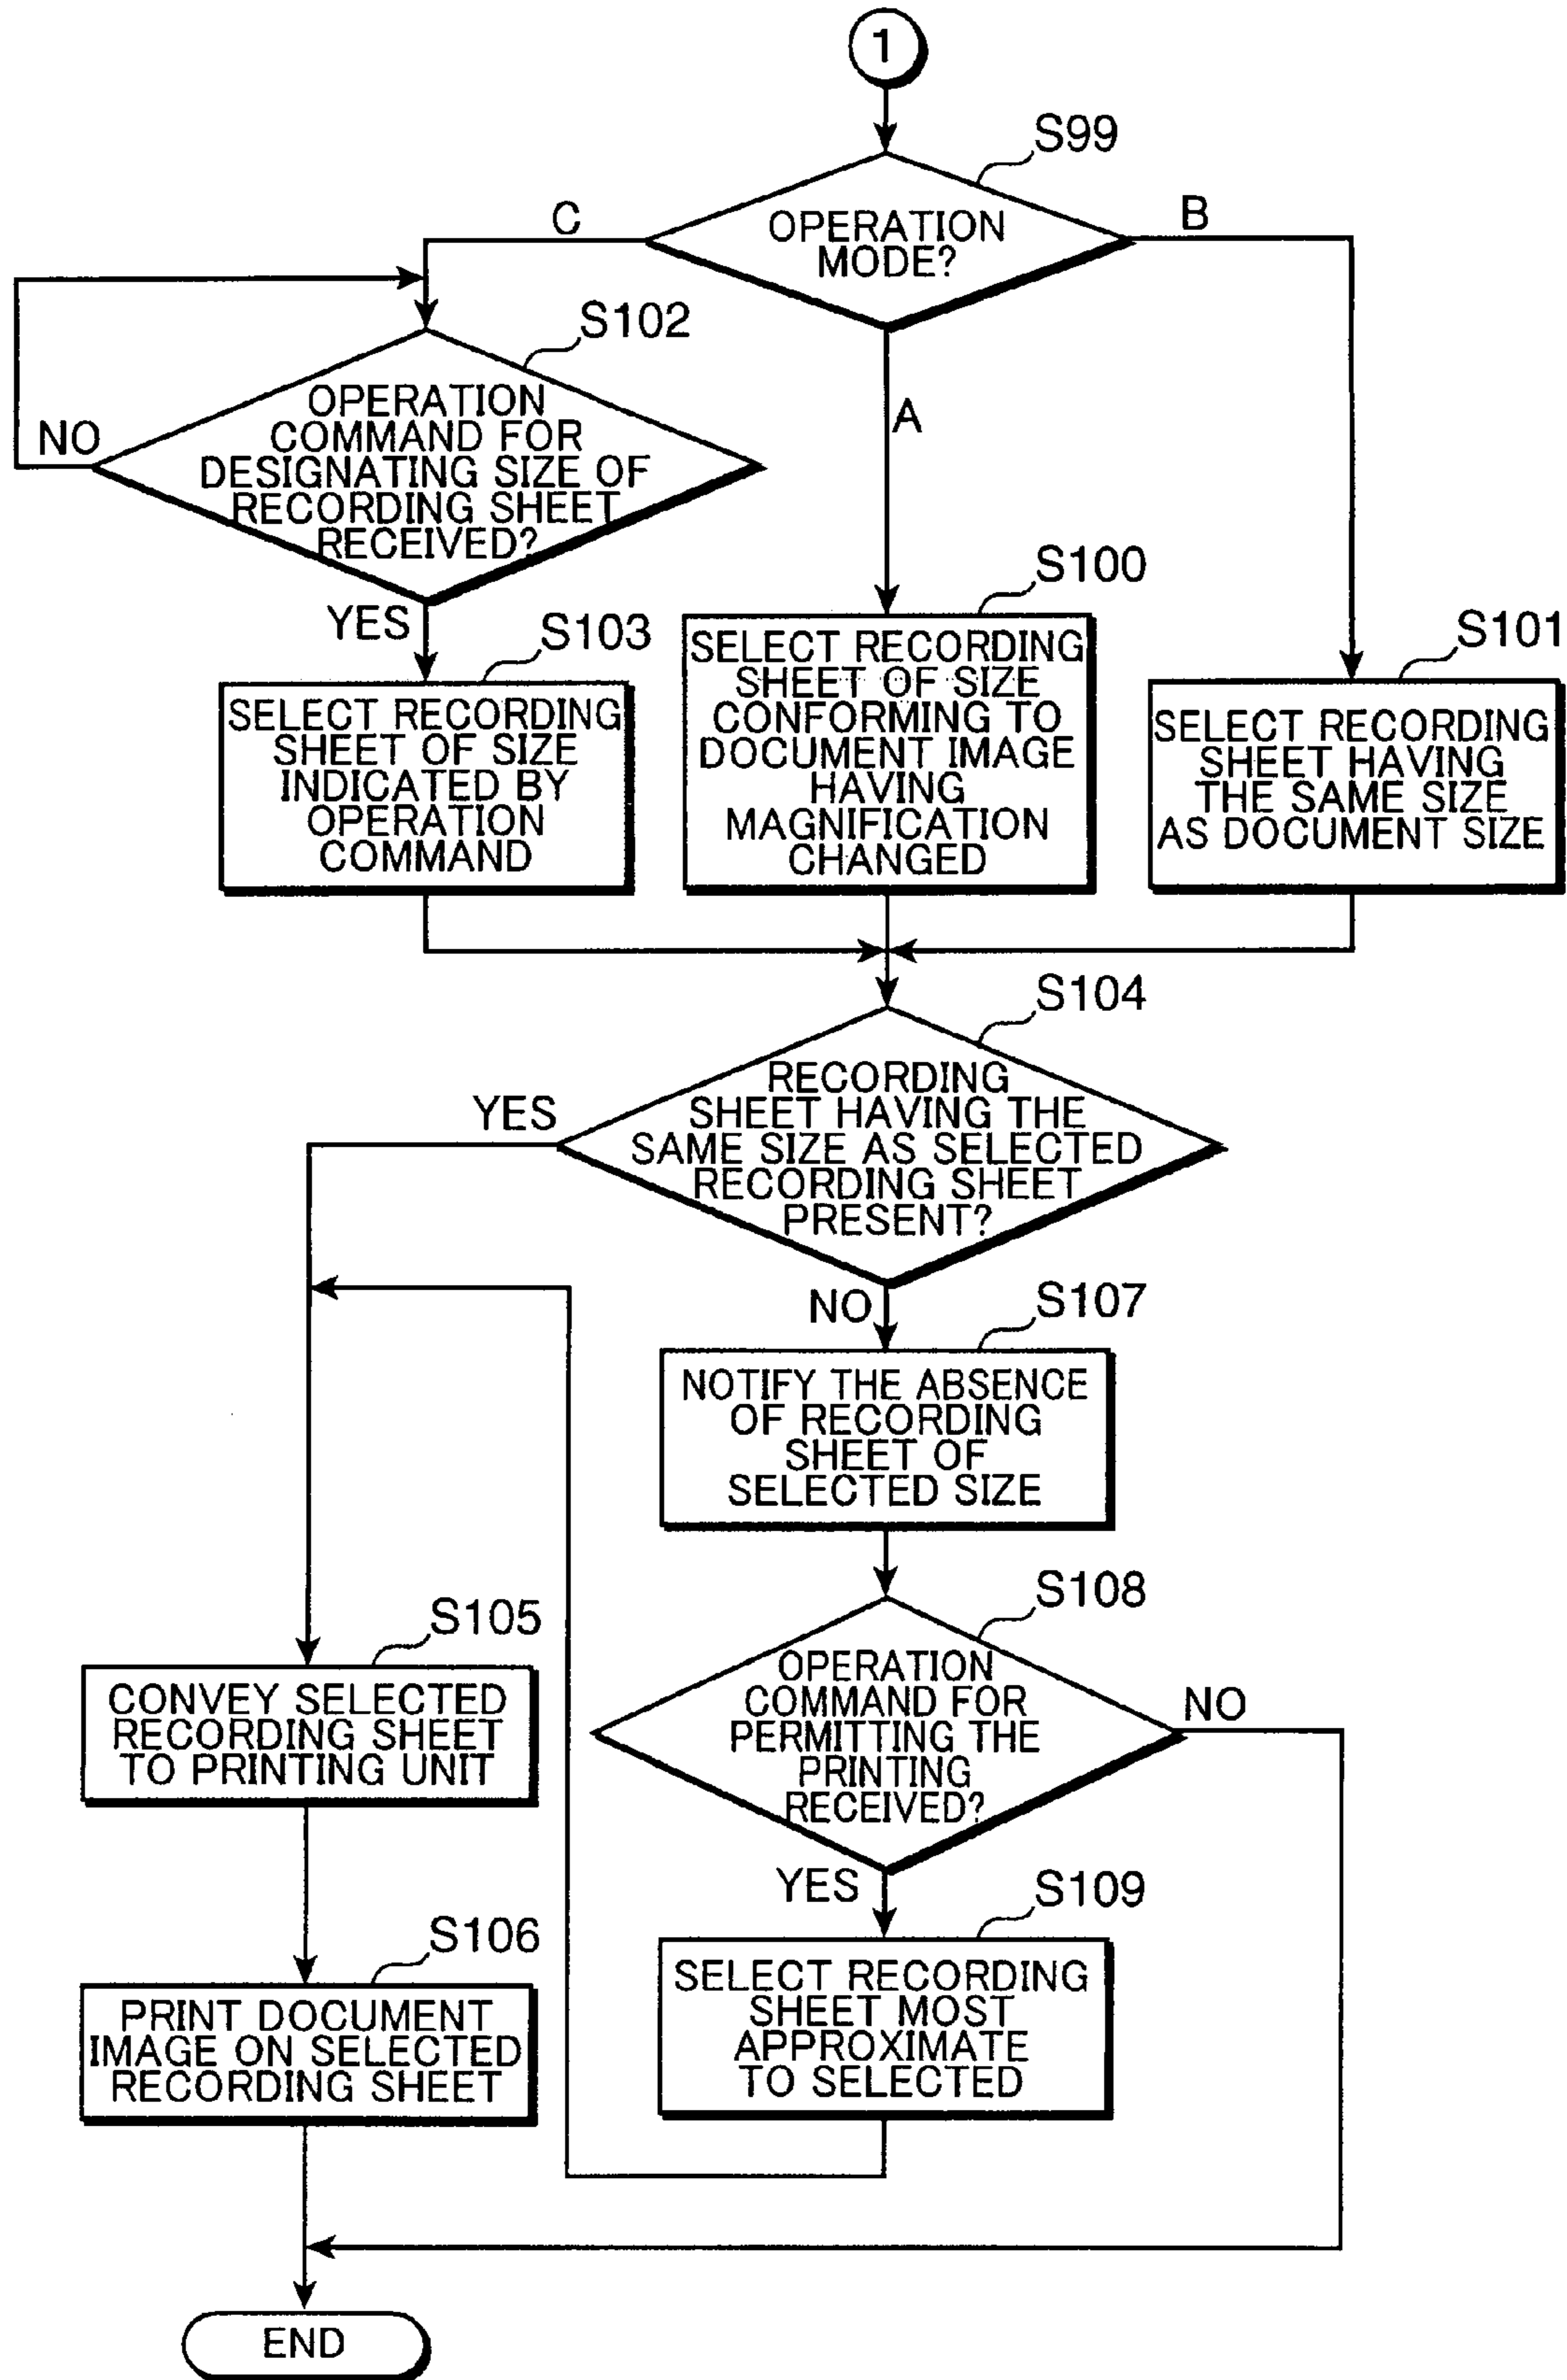 1
S99
OPERATION
MODE?
C
B
A
S102
OPERATION
COMMAND FOR
DESIGNATING SIZE OF
RECORDING SHEET
RECEIVED?
NO
YES
S103
SELECT RECORDING
SHEET OF SIZE
INDICATED BY
OPERATION
COMMAND
S100
SELECT RECORDING
SHEET OF SIZE
CONFORMING TO
DOCUMENT IMAGE
HAVING
MAGNIFICATION
CHANGED
S101
SELECT RECORDING
SHEET HAVING
THE SAME SIZE
AS DOCUMENT SIZE
S104
RECORDING
SHEET HAVING THE
SAME SIZE AS SELECTED
RECORDING SHEET
PRESENT?
YES
NO
S107
NOTIFY THE ABSENCE
OF RECORDING
SHEET OF
SELECTED SIZE
S108
OPERATION
COMMAND FOR
PERMITTING THE
PRINTING
RECEIVED?
NO
YES
S109
SELECT RECORDING
SHEET MOST
APPROXIMATE
TO SELECTED
S105
CONVEY SELECTED
RECORDING SHEET
TO PRINTING UNIT
S106
PRINT DOCUMENT
IMAGE ON SELECTED
RECORDING SHEET
END